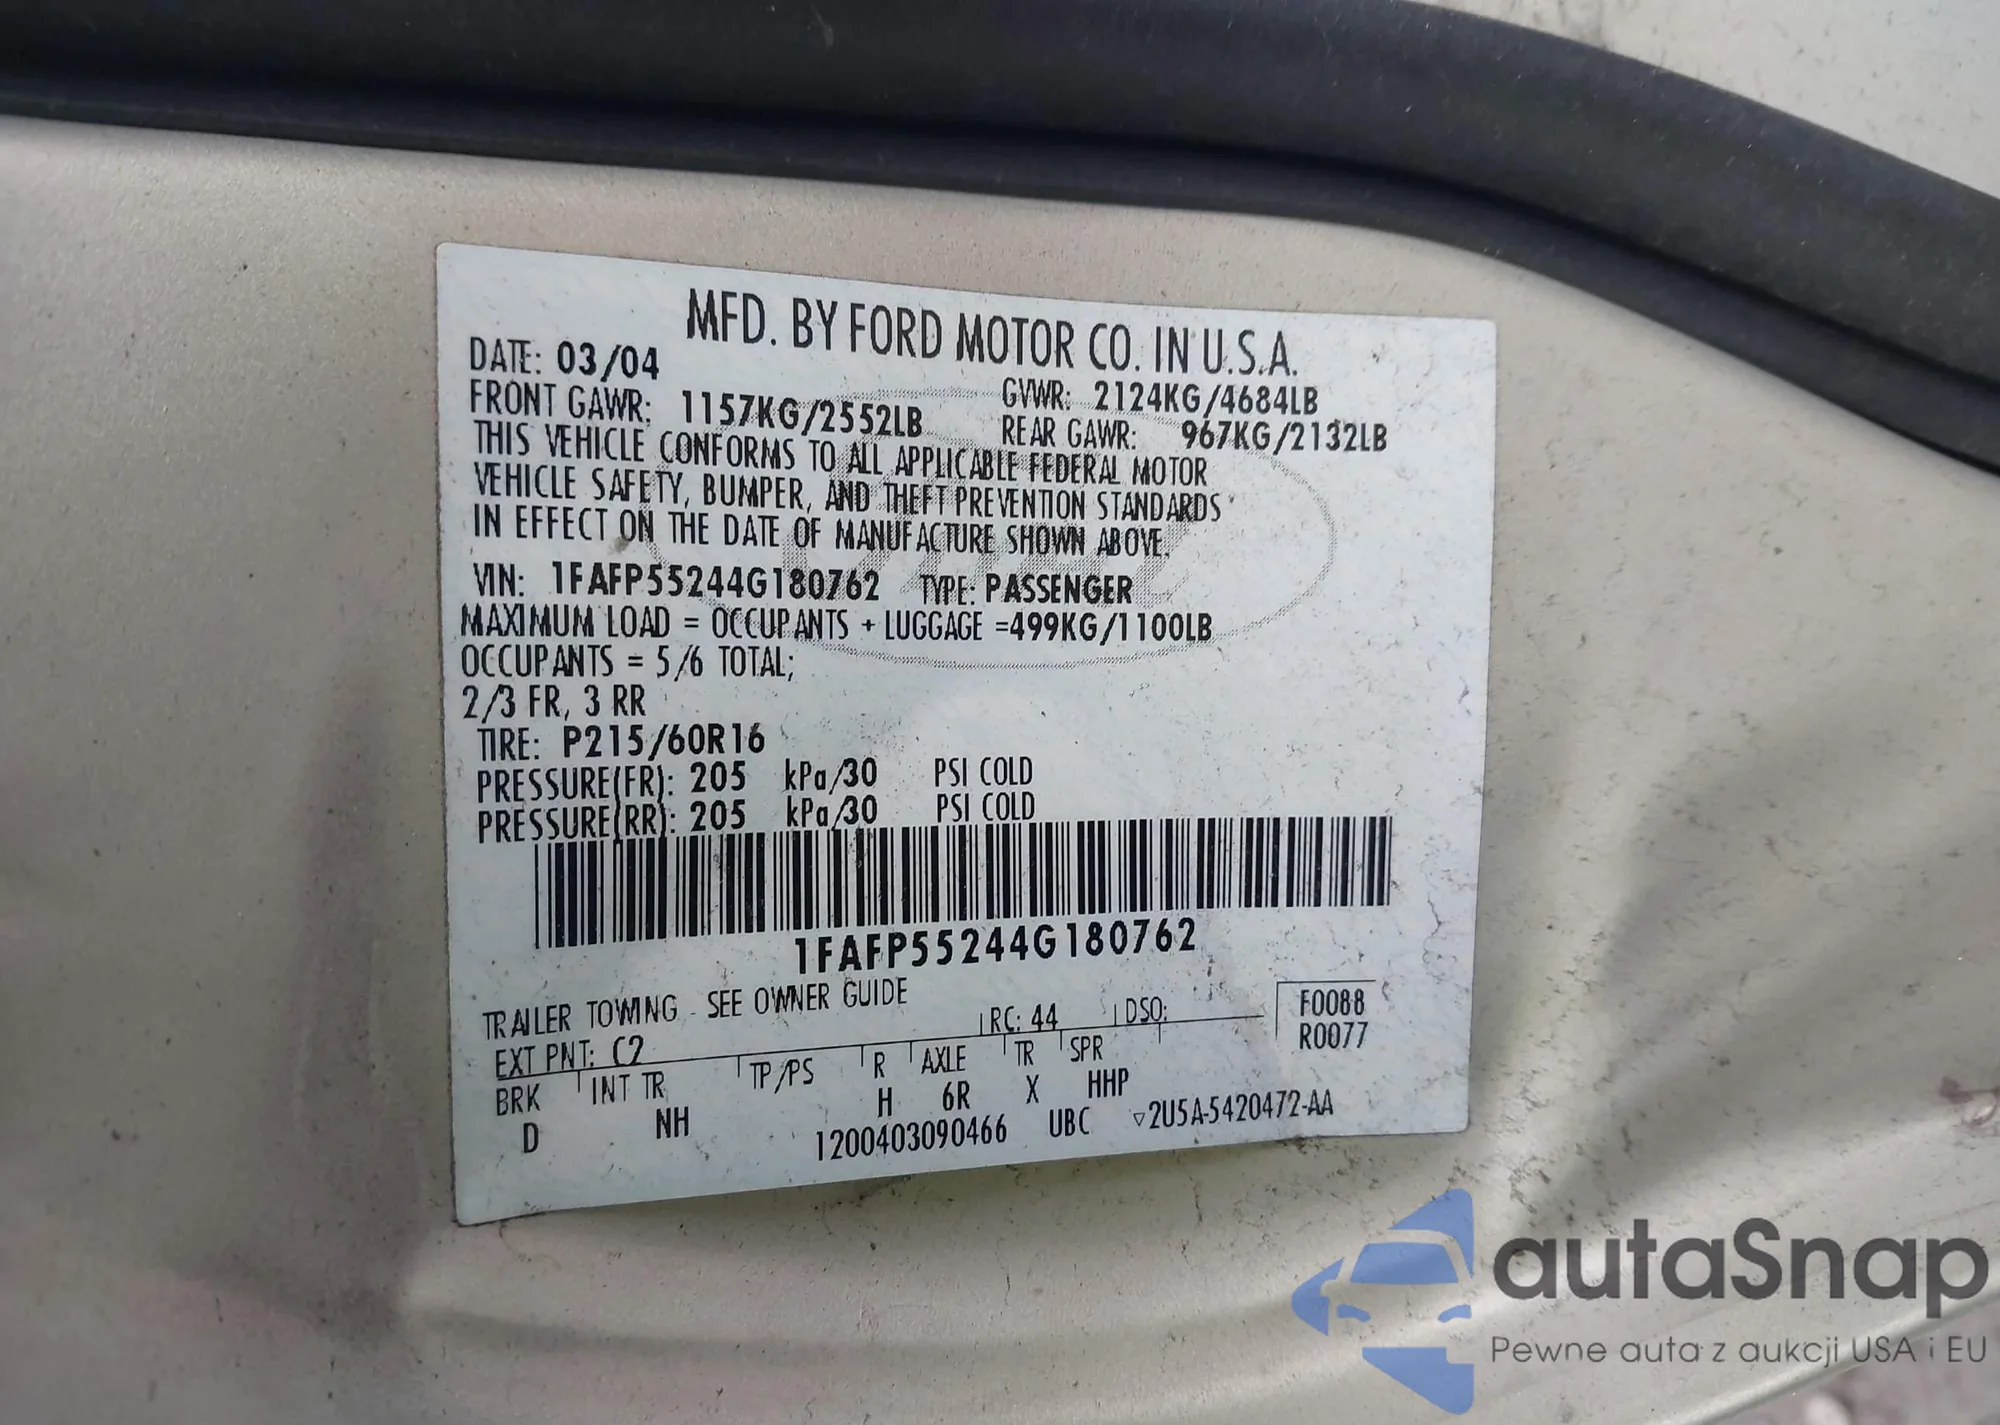 MFD. BY FORD MOTOR CO. IN U.S.A.
DATE: 03/04
GVWR: 2124KG/4684LB
FRONT GAWR: 1157KG/2552LB
REAR GAWR: 967KG/2132LB
THIS VEHICLE CONFORMS TO ALL APPLICABLE FEDERAL MOTOR
VEHICLE SAFETY, BUMPER, AND THEFT PREVENTION STANDARDS
IN EFFECT ON THE DATE OF MANUFACTURE SHOWN ABOVE.
VIN: 1FAFP55244G180762 TYPE: PASSENGER
MAXIMUM LOAD = OCCUPANTS + LUGGAGE =499KG/1100LB
OCCUPANTS = 5/6 TOTAL;
2/3 FR, 3 RR
TIRE: P215/60R16
PRESSURE(FR): 205 kPa/30 PSI COLD
PRESSURE(RR): 205 kPa/30 PSI COLD
1FAFP55244G180762
TRAILER TOWING - SEE OWNER GUIDE
EXT PNT: C2 RC: 44 DSO:
F0088
R0077
BRK INT TR TP/PS R AXLE TR SPR
D NH H 6R X HHP
1200403090466 UBC ▽2U5A-5420472-AA
autaSnap
Pewne auta z aukcji USA i EU